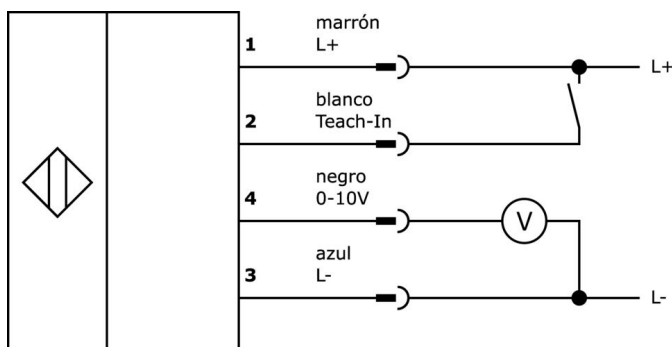 marrón
1 L+
L+
blanco
2 Teach-In
negro
4 0-10V
V
azul
3 L-
L-